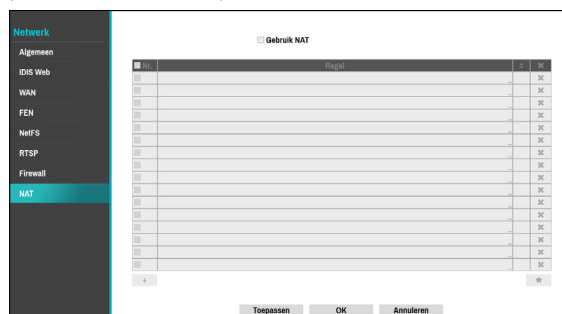 Netwerk
Algemeen
IDIS Web
WAN
FEN
NetFS
RTSP
Firewall
NAT
Gebruik NAT
Nr. Regel
Toepassen OK Annuleren